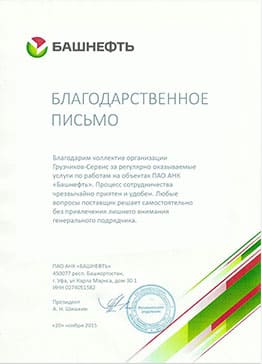 БАШНЕФТЬ
БЛАГОДАРСТВЕННОЕ
ПИСЬМО
Благодарим коллектив организации
Грузчиков-Сервис за регулярно оказываемые
услуги по работам на объектах ПАО АНК
«Башнефть». Процесс сотрудничества
чрезвычайно приятен и удобен. Любые
вопросы поставщик решает самостоятельно
без привлечения лишнего внимания
генерального подрядчика.
ПАО АНК «БАШНЕФТЬ»
450077 респ. Башкортостан,
г. Уфа, ул Карла Маркса, дом 30.1
ИНН 0274051582
Президент
А. Н. Шишкин
«20» ноября 2015